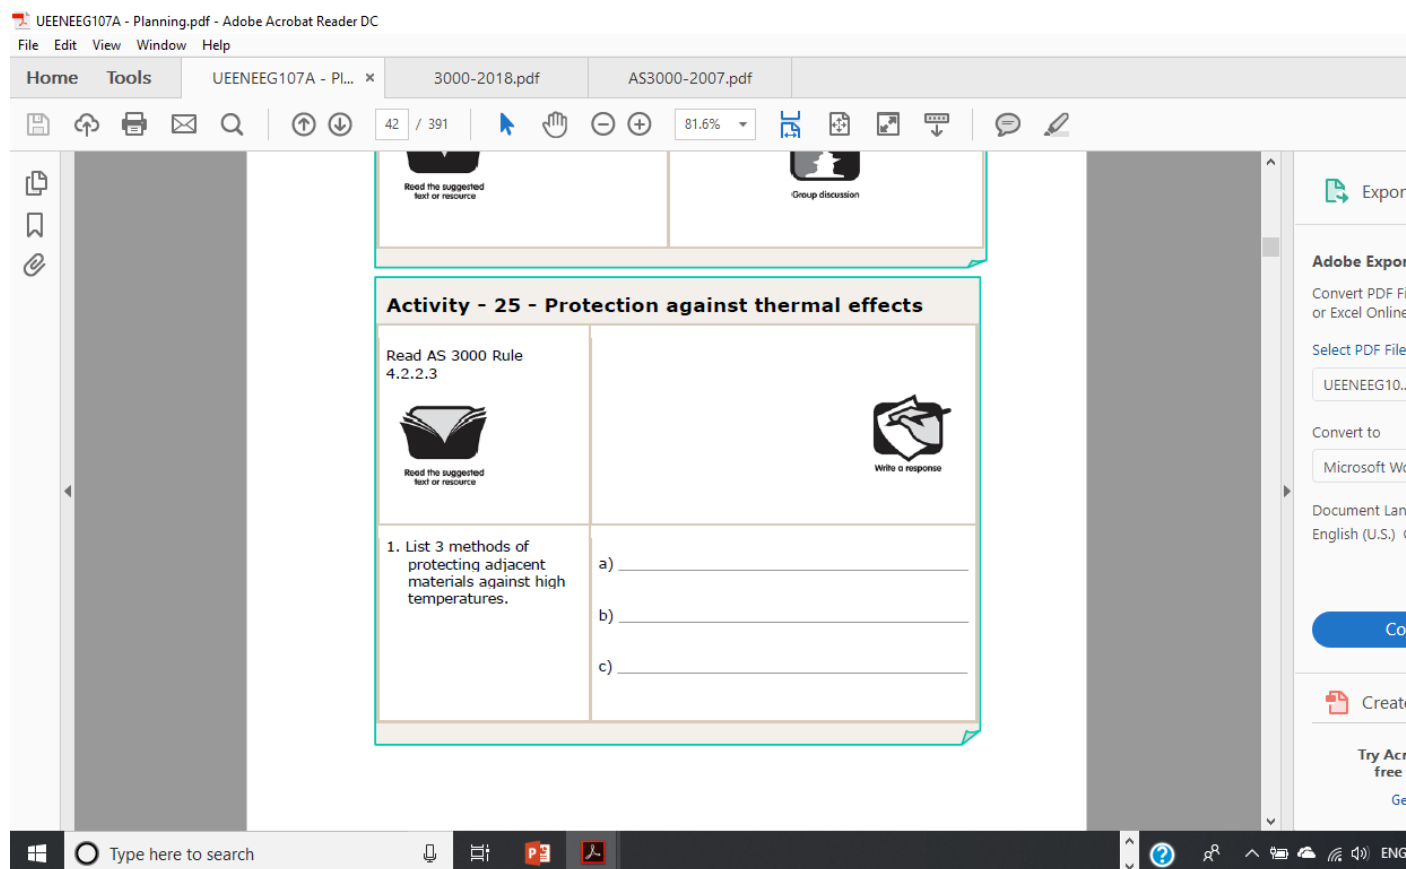 UEENEEG107A - Planning.pdf - Adobe Acrobat Reader DC
File Edit View Window Help
Home Tools UEENEEG107A - Pl... × 3000-2018.pdf AS3000-2007.pdf
42 / 391 81.6%
Read the suggested
text or resource
Group discussion
Activity - 25 - Protection against thermal effects
Read AS 3000 Rule
4.2.2.3
Read the suggested
text or resource
Write a response
1. List 3 methods of
protecting adjacent
materials against high
temperatures.
a)
b)
c)
Expor
Adobe Expor
Convert PDF Fi
or Excel Online
Select PDF File
UEENEEG10..
Convert to
Microsoft Wo
Document Lan
English (U.S.) C
Co
Create
Try Acr
free
Ge
Type here to search
ENG